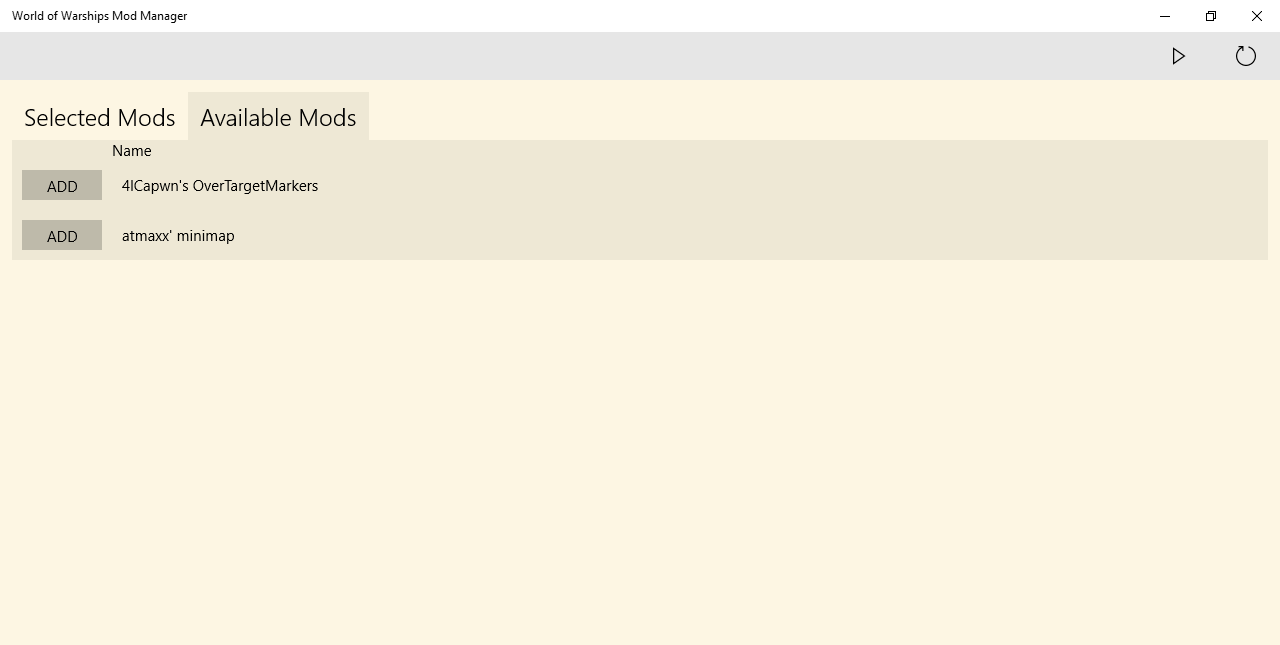 World of Warships Mod Manager
Selected Mods Available Mods
Name
ADD 4lCapwn's OverTargetMarkers
ADD atmaxx' minimap